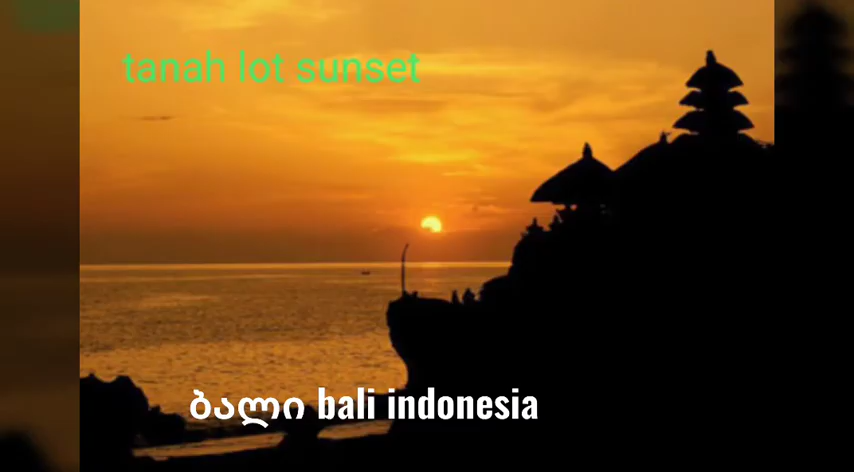 tanah lot sunset
ბალი bali indonesia